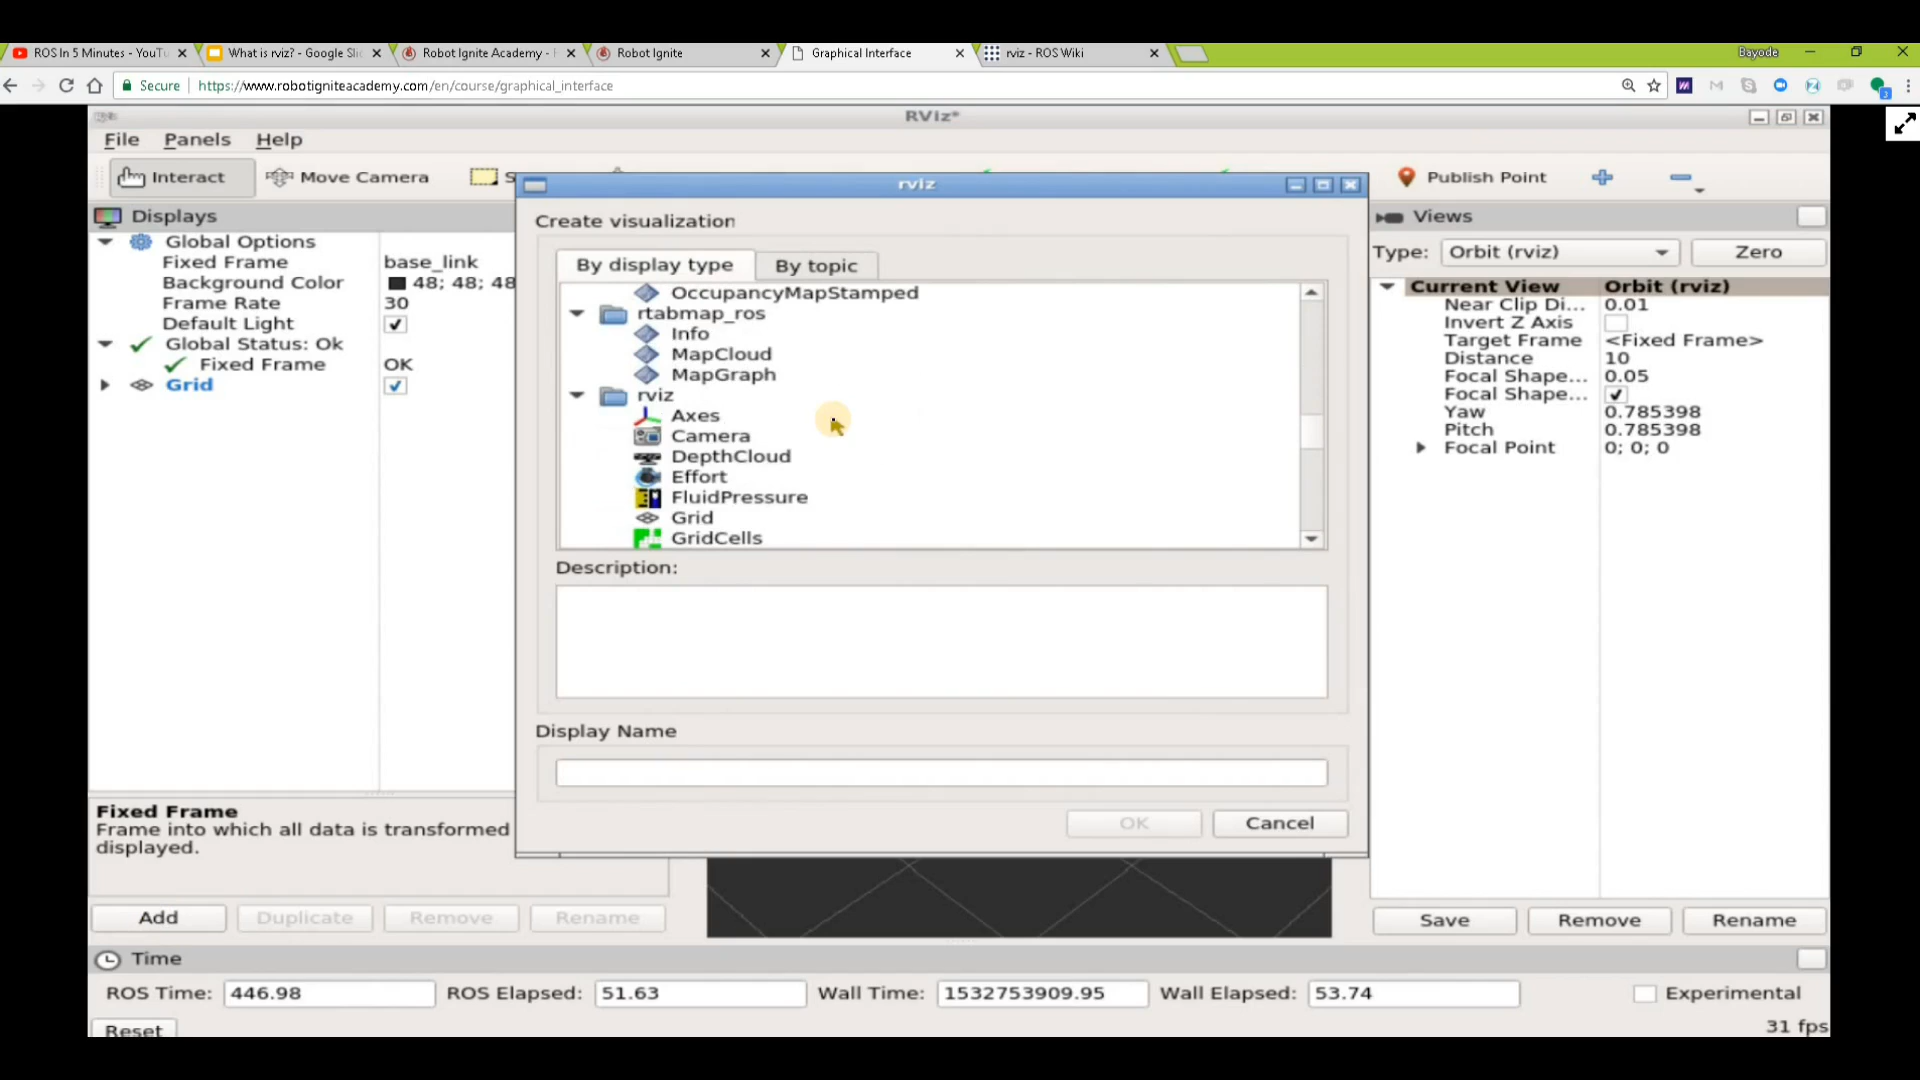 ROS In 5 Minutes - YouTu
What is rviz? - Google Sli
Robot Ignite Academy -
Robot Ignite
Graphical Interface
rviz - ROS Wiki
Bayode
Secure https://www.robotigniteacademy.com/en/course/graphical_interface
RViz*
File Panels Help
Interact Move Camera S Publish Point
Displays
Global Options
Fixed Frame base_link
Background Color 48; 48; 48
Frame Rate 30
Default Light
Global Status: Ok
Fixed Frame OK
Grid
Fixed Frame
Frame into which all data is transformed
displayed.
Add Duplicate Remove Rename
rviz
Create visualization
By display type By topic
OccupancyMapStamped
rtabmap_ros
Info
MapCloud
MapGraph
rviz
Axes
Camera
DepthCloud
Effort
FluidPressure
Grid
GridCells
Description:
Display Name
OK Cancel
Views
Type: Orbit (rviz) Zero
Current View Orbit (rviz)
Near Clip Di... 0.01
Invert Z Axis
Target Frame <Fixed Frame>
Distance 10
Focal Shape... 0.05
Focal Shape...
Yaw 0.785398
Pitch 0.785398
Focal Point 0; 0; 0
Save Remove Rename
Time
ROS Time: 446.98 ROS Elapsed: 51.63 Wall Time: 1532753909.95 Wall Elapsed: 53.74 Experimental
Reset 31 fps